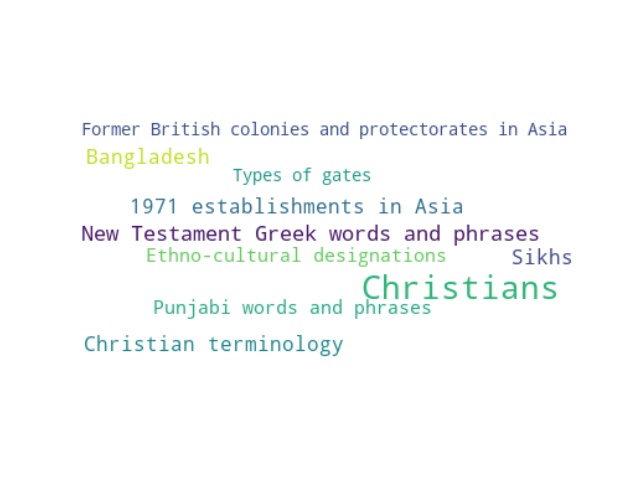 Former British colonies and protectorates in Asia
Bangladesh
Types of gates
1971 establishments in Asia
New Testament Greek words and phrases
Ethno-cultural designations
Sikhs
Christians
Punjabi words and phrases
Christian terminology